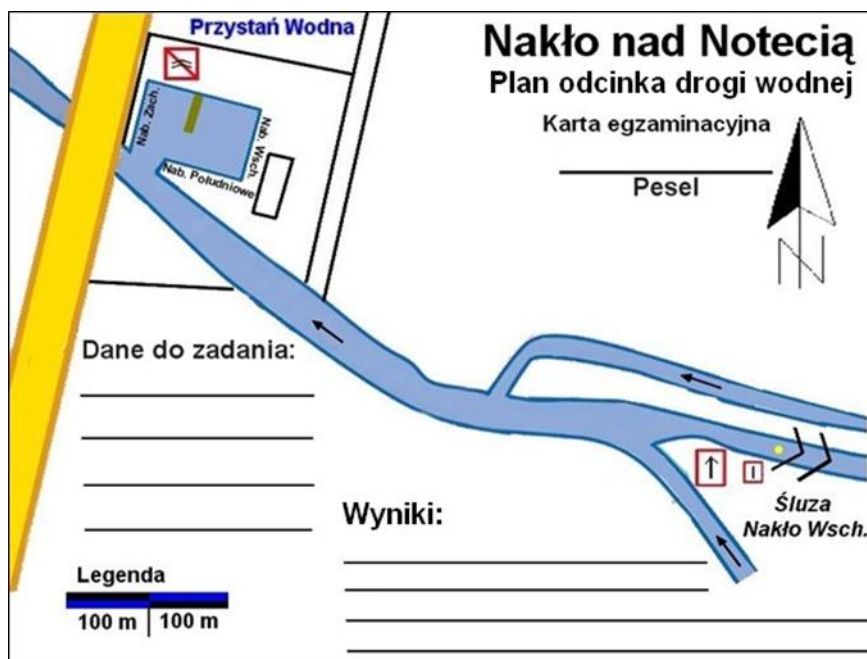 Przystań Wodna
Nakło nad Notecią
Plan odcinka drogi wodnej
Karta egzaminacyjna
Pesel
N
Nab. Zach.
Nab. Wsch.
Nab. Południowe
Dane do zadania:
Śluza
Nakło Wsch.
Wyniki:
Legenda
100 m
100 m